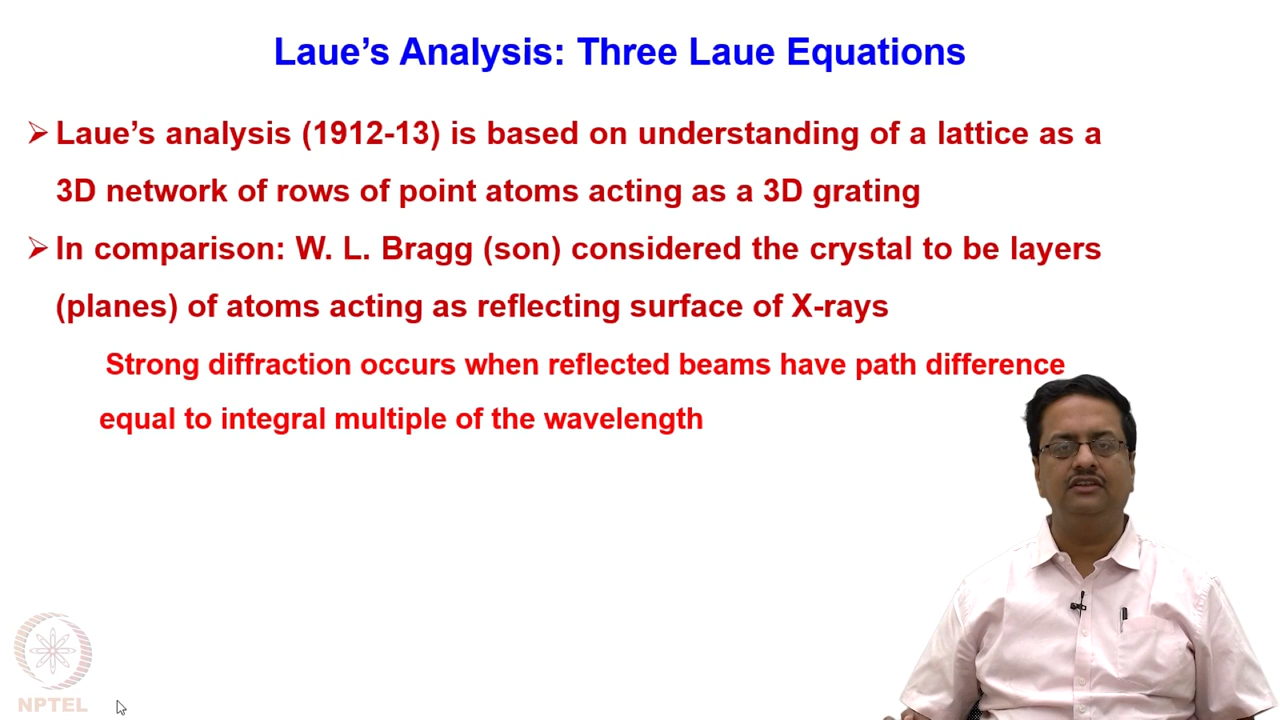 Laue’s Analysis: Three Laue Equations
➢ Laue’s analysis (1912-13) is based on understanding of a lattice as a
3D network of rows of point atoms acting as a 3D grating
➢ In comparison: W. L. Bragg (son) considered the crystal to be layers
(planes) of atoms acting as reflecting surface of X-rays
Strong diffraction occurs when reflected beams have path difference
equal to integral multiple of the wavelength
NPTEL